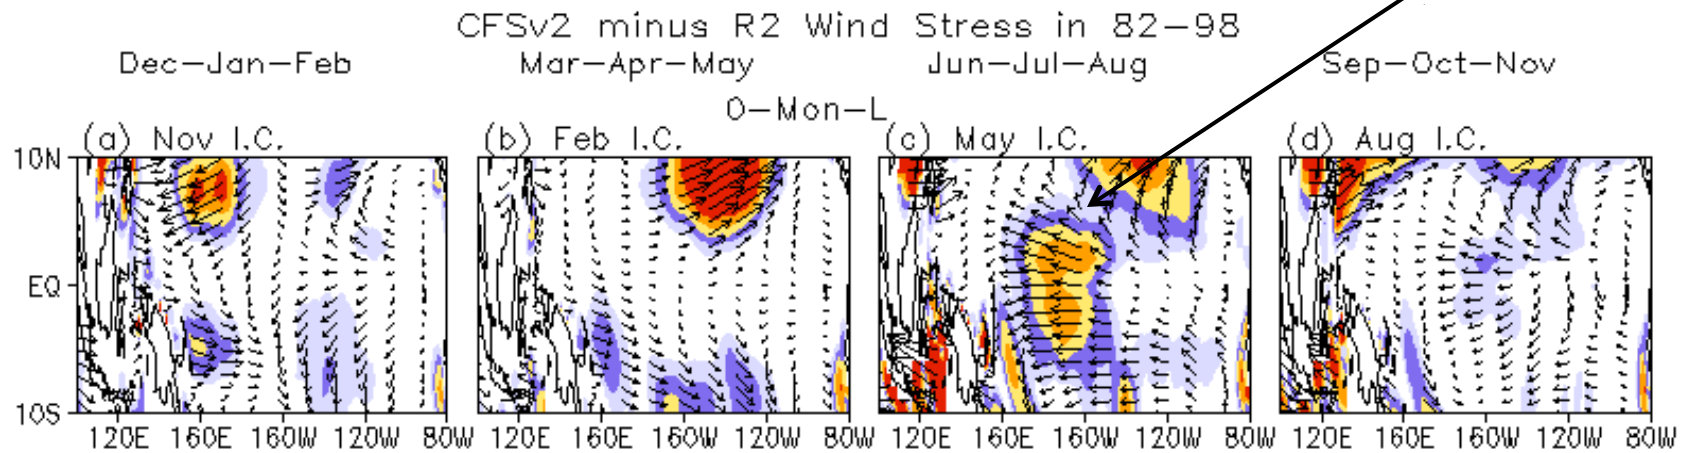 CFSv2 minus R2 Wind Stress in 82-98
Dec-Jan-Feb Mar-Apr-May Jun-Jul-Aug Sep-Oct-Nov
0-Mon-L
(a) Nov I.C. (b) Feb I.C. (c) May I.C. (d) Aug I.C.
10N
EQ
10S
120E 160E 160W 120W 80W 120E 160E 160W 120W 80W 120E 160E 160W 120W 80W 120E 160E 160W 120W 80W